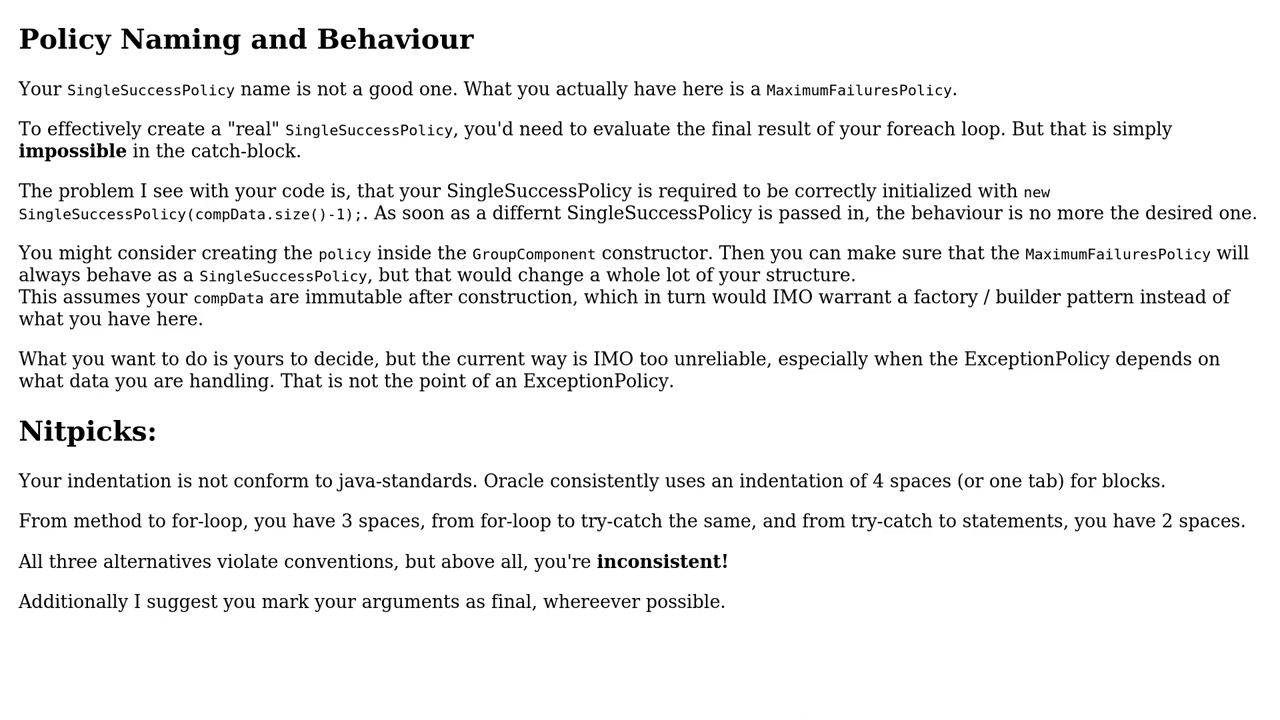 Policy Naming and Behaviour
Your SingleSuccessPolicy name is not a good one. What you actually have here is a MaximumFailuresPolicy.
To effectively create a "real" SingleSuccessPolicy, you'd need to evaluate the final result of your foreach loop. But that is simply
impossible in the catch-block.
The problem I see with your code is, that your SingleSuccessPolicy is required to be correctly initialized with new
SingleSuccessPolicy(compData.size()-1);. As soon as a differnt SingleSuccessPolicy is passed in, the behaviour is no more the desired one.
You might consider creating the policy inside the GroupComponent constructor. Then you can make sure that the MaximumFailuresPolicy will
always behave as a SingleSuccessPolicy, but that would change a whole lot of your structure.
This assumes your compData are immutable after construction, which in turn would IMO warrant a factory / builder pattern instead of
what you have here.
What you want to do is yours to decide, but the current way is IMO too unreliable, especially when the ExceptionPolicy depends on
what data you are handling. That is not the point of an ExceptionPolicy.
Nitpicks:
Your indentation is not conform to java-standards. Oracle consistently uses an indentation of 4 spaces (or one tab) for blocks.
From method to for-loop, you have 3 spaces, from for-loop to try-catch the same, and from try-catch to statements, you have 2 spaces.
All three alternatives violate conventions, but above all, you're inconsistent!
Additionally I suggest you mark your arguments as final, whereever possible.